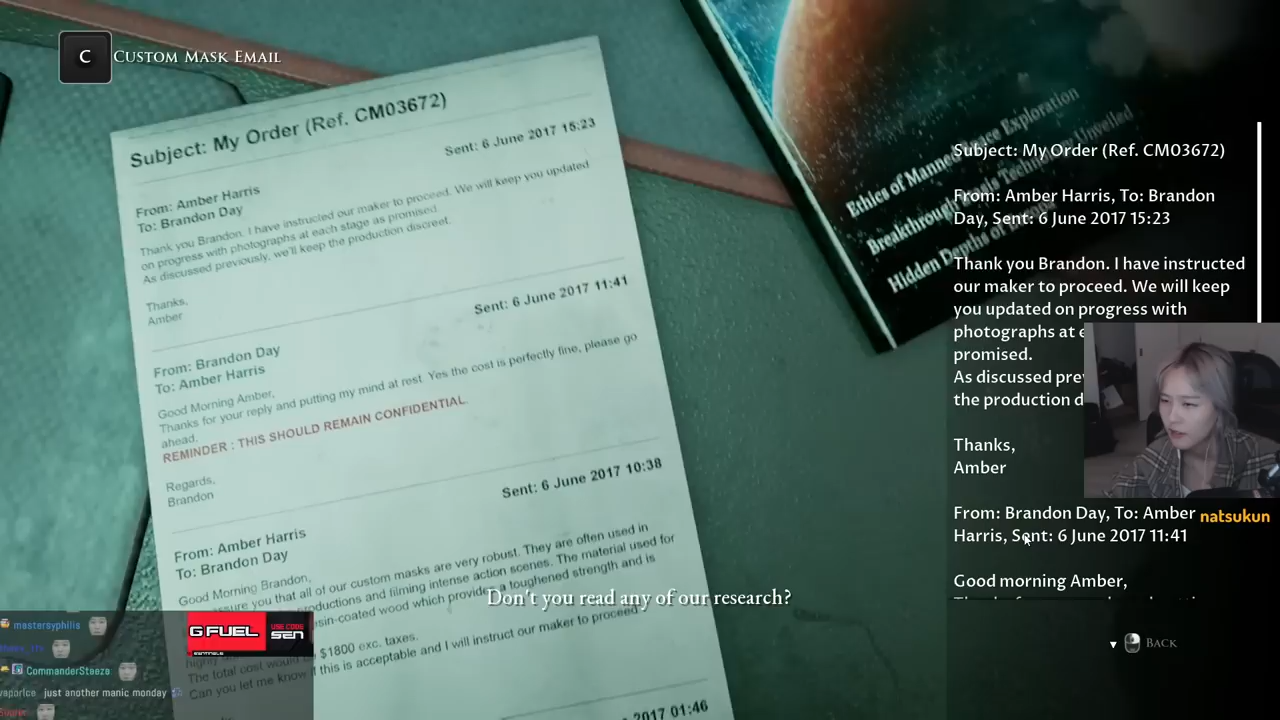 C
CUSTOM MASK EMAIL
Subject: My Order (Ref. CM03672)
Sent: 6 June 2017 15:23
From: Amber Harris
To: Brandon Day
Thank you Brandon. I have instructed our maker to proceed. We will keep you updated
on progress with photographs at each stage as promised.
As discussed previously, we'll keep the production discreet.
Thanks,
Amber
Sent: 6 June 2017 11:41
From: Brandon Day
To: Amber Harris
Good Morning Amber,
Thanks for your reply and putting my mind at rest. Yes the cost is perfectly fine, please go
ahead.
REMINDER : THIS SHOULD REMAIN CONFIDENTIAL
Regards,
Brandon
Sent: 6 June 2017 10:38
From: Amber Harris
To: Brandon Day
Good Morning Brandon,
assure you that all of our custom masks are very robust. They are often used in
productions and filming intense action scenes. The material used for
resin-coated wood which provides a toughened strength and is
highly
The total cost would be $1800 exc. taxes.
Can you let me know if this is acceptable and I will instruct our maker to proceed
2017 01:46
Ethics of Manned Space Exploration
Breakthrough
Unveiled
Hidden Depths of
Subject: My Order (Ref. CM03672)
From: Amber Harris, To: Brandon
Day, Sent: 6 June 2017 15:23
Thank you Brandon. I have instructed
our maker to proceed. We will keep
you updated on progress with
photographs at
promised.
As discussed
the production
Thanks,
Amber
From: Brandon Day, To: Amber
Harris, Sent: 6 June 2017 11:41
Good morning Amber,
natsukun
Don't you read any of our research?
BACK
mastersyphilis
CommanderSteeze:
vaporIce just another manic monday
G FUEL
USE CODE
SEN
SENTINELS